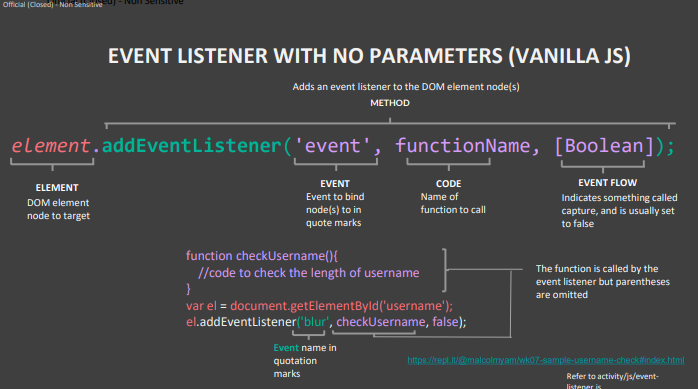 Official (Closed) - Non Sensitive
EVENT LISTENER WITH NO PARAMETERS (VANILLA JS)
Adds an event listener to the DOM element node(s)
METHOD
element.addEventListener('event', functionName, [Boolean]);
ELEMENT
DOM element
node to target
EVENT
Event to bind
node(s) to in
quote marks
CODE
Name of
function to call
EVENT FLOW
Indicates something called
capture, and is usually set
to false
function checkUsername(){
//code to check the length of username
}
var el = document.getElementById('username');
el.addEventListener('blur', checkUsername, false);
The function is called by the
event listener but parentheses
are omitted
Event name in
quotation
marks
https://repl.it/@malcolmyam/wk07-sample-username-check#index.html
Refer to activity/js/event-
listener is